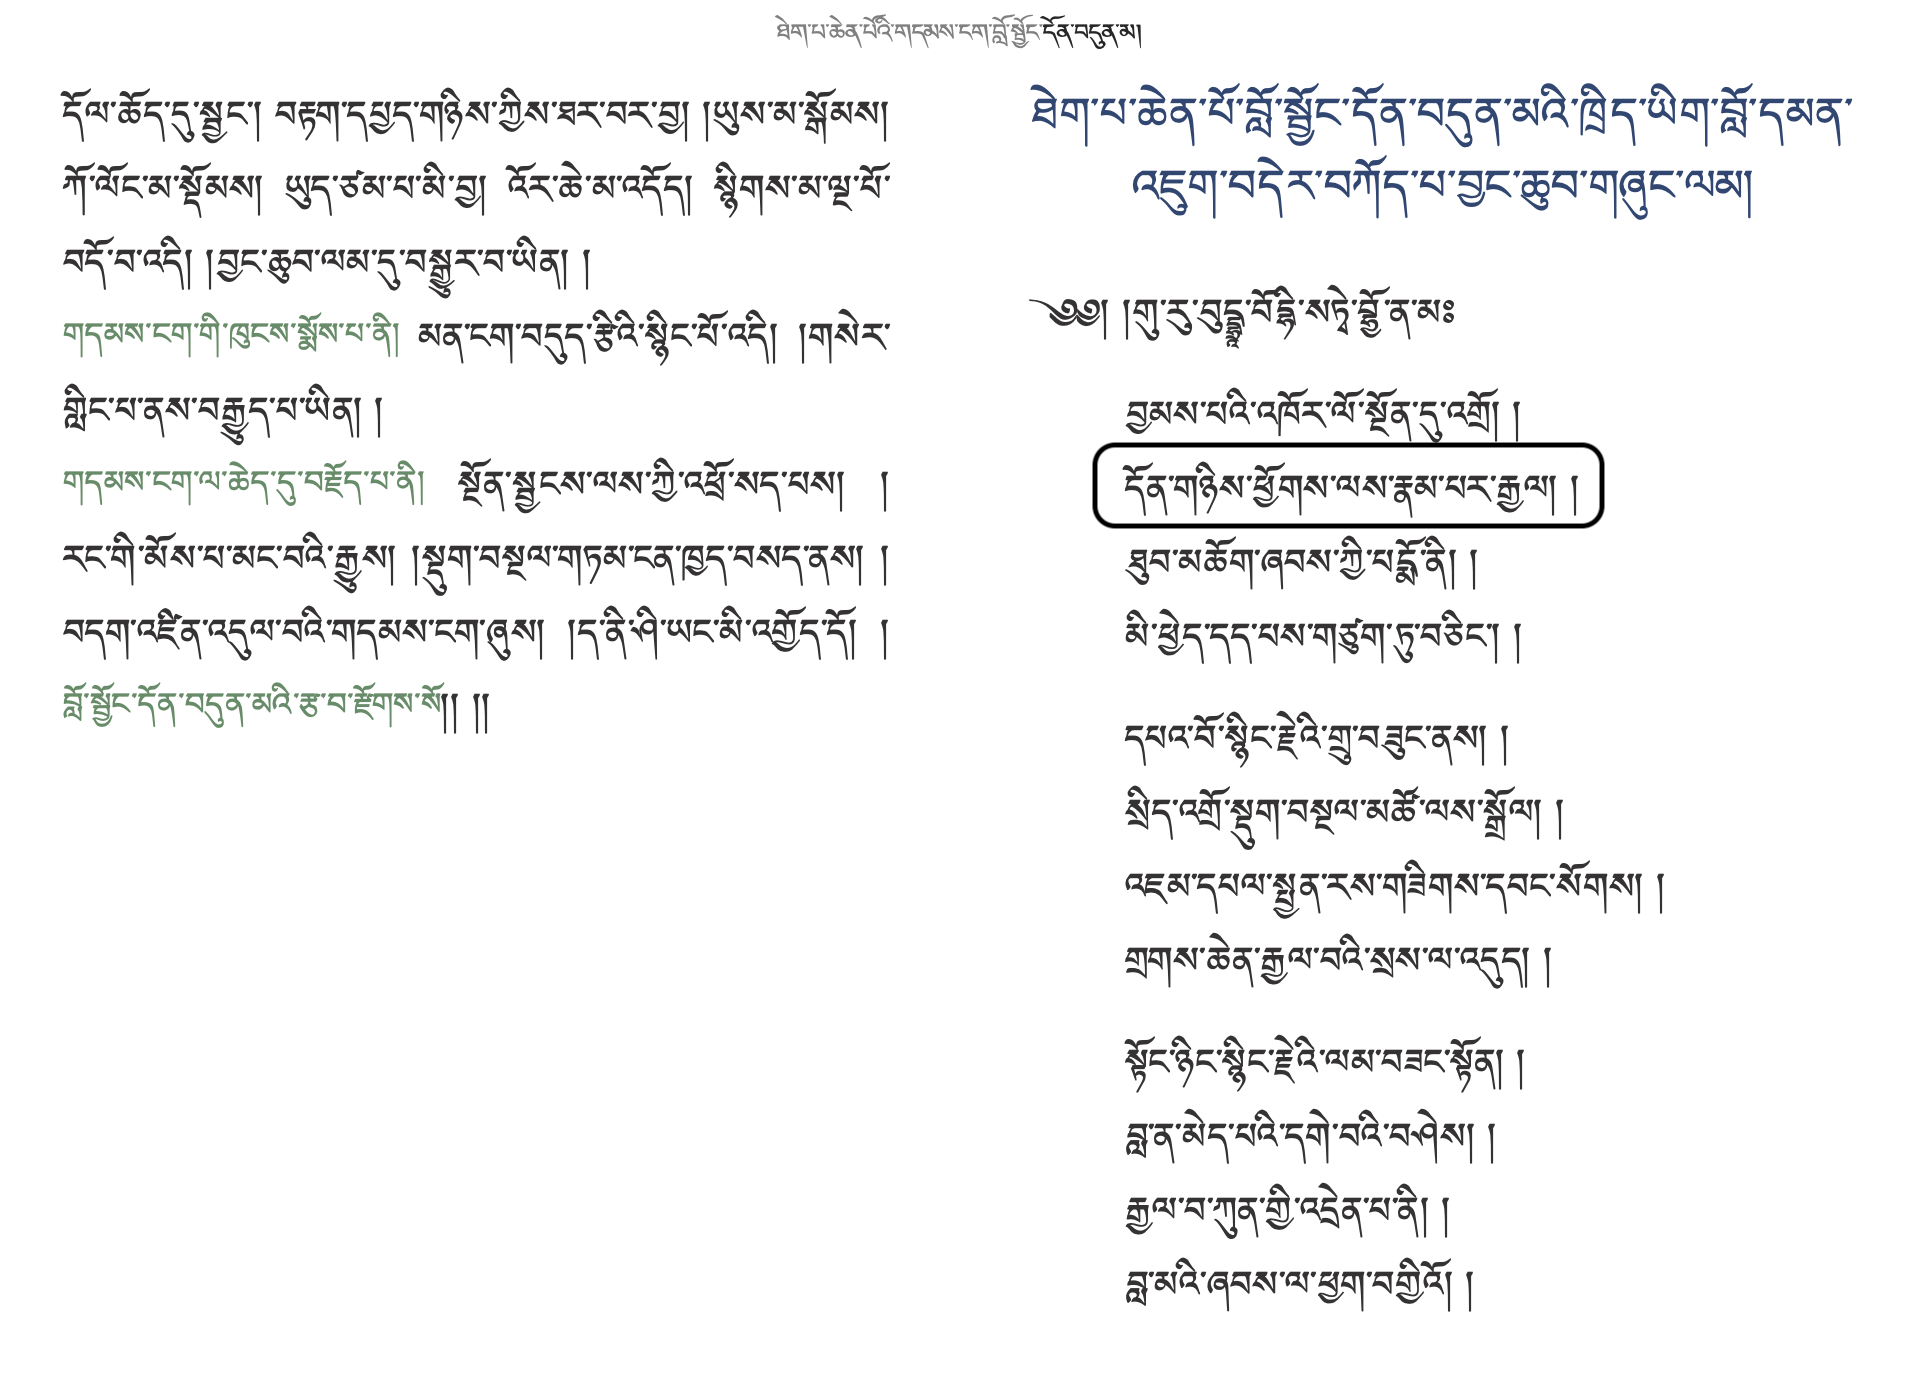 ཐེག་པ་ཆེན་པོའི་གདམས་ངག་བློ་སྦྱོང་དོན་བདུན་མ།
དོལ་ཆོད་དུ་སྦྱང་། བརྟག་དཔྱད་གཉིས་ཀྱིས་ཐར་བར་བྱ། །ཡུས་མ་སྒོམས།
ཀོ་ལོང་མ་སྡོམས། ཡུད་ཙམ་པ་མི་བྱ། འོར་ཆེ་མ་འདོད། སྙིགས་མ་ལྔ་པོ་
བདོ་བ་འདི། །བྱང་ཆུབ་ལམ་དུ་བསྒྱུར་བ་ཡིན། །
གདམས་ངག་གི་ཁུངས་སྨོས་པ་ནི། མན་ངག་བདུད་རྩིའི་སྙིང་པོ་འདི། །གསེར་
གླིང་པ་ནས་བརྒྱུད་པ་ཡིན། །
གདམས་ངག་ལ་ཆེད་དུ་བརྗོད་པ་ནི། སྔོན་སྦྱངས་ལས་ཀྱི་འཕྲོ་སད་པས། །
རང་གི་མོས་པ་མང་བའི་རྒྱུས། །སྡུག་བསྔལ་གཏམ་ངན་ཁྱད་བསད་ནས། །
བདག་འཛིན་འདུལ་བའི་གདམས་ངག་ཞུས། །ད་ནི་ཤི་ཡང་མི་འགྱོད་དོ། །
བློ་སྦྱོང་དོན་བདུན་མའི་རྩ་བ་རྫོགས་སོ།། །།
ཐེག་པ་ཆེན་པོ་བློ་སྦྱོང་དོན་བདུན་མའི་ཁྲིད་ཡིག་བློ་དམན་
འཇུག་བདེར་བཀོད་པ་བྱང་ཆུབ་གཞུང་ལམ།
༄༅། །གུ་རུ་བུདྡྷ་བོདྷི་སཏྭེ་བྷྱོ་ན་མཿ
བྱམས་པའི་འཁོར་ལོ་སྔོན་དུ་འགྲོ། །
དོན་གཉིས་ཕྱོགས་ལས་རྣམ་པར་རྒྱལ། །
ཐུབ་མཆོག་ཞབས་ཀྱི་པདྨོ་ནི། །
མི་ཕྱེད་དད་པས་གཙུག་ཏུ་བཅིང་། །
དཔའ་བོ་སྙིང་རྗེའི་གྲུ་བཟུང་ནས། །
སྲིད་འགྲོ་སྡུག་བསྔལ་མཚོ་ལས་སྒྲོལ། །
འཇམ་དཔལ་སྤྱན་རས་གཟིགས་དབང་སོགས། །
གྲགས་ཆེན་རྒྱལ་བའི་སྲས་ལ་འདུད། །
སྟོང་ཉིང་སྙིང་རྗེའི་ལམ་བཟང་སྟོན། །
བླ་ན་མེད་པའི་དགེ་བའི་བཤེས། །
རྒྱལ་བ་ཀུན་གྱི་འདྲེན་པ་ནི། །
བླ་མའི་ཞབས་ལ་ཕྱག་བགྱིའོ། །